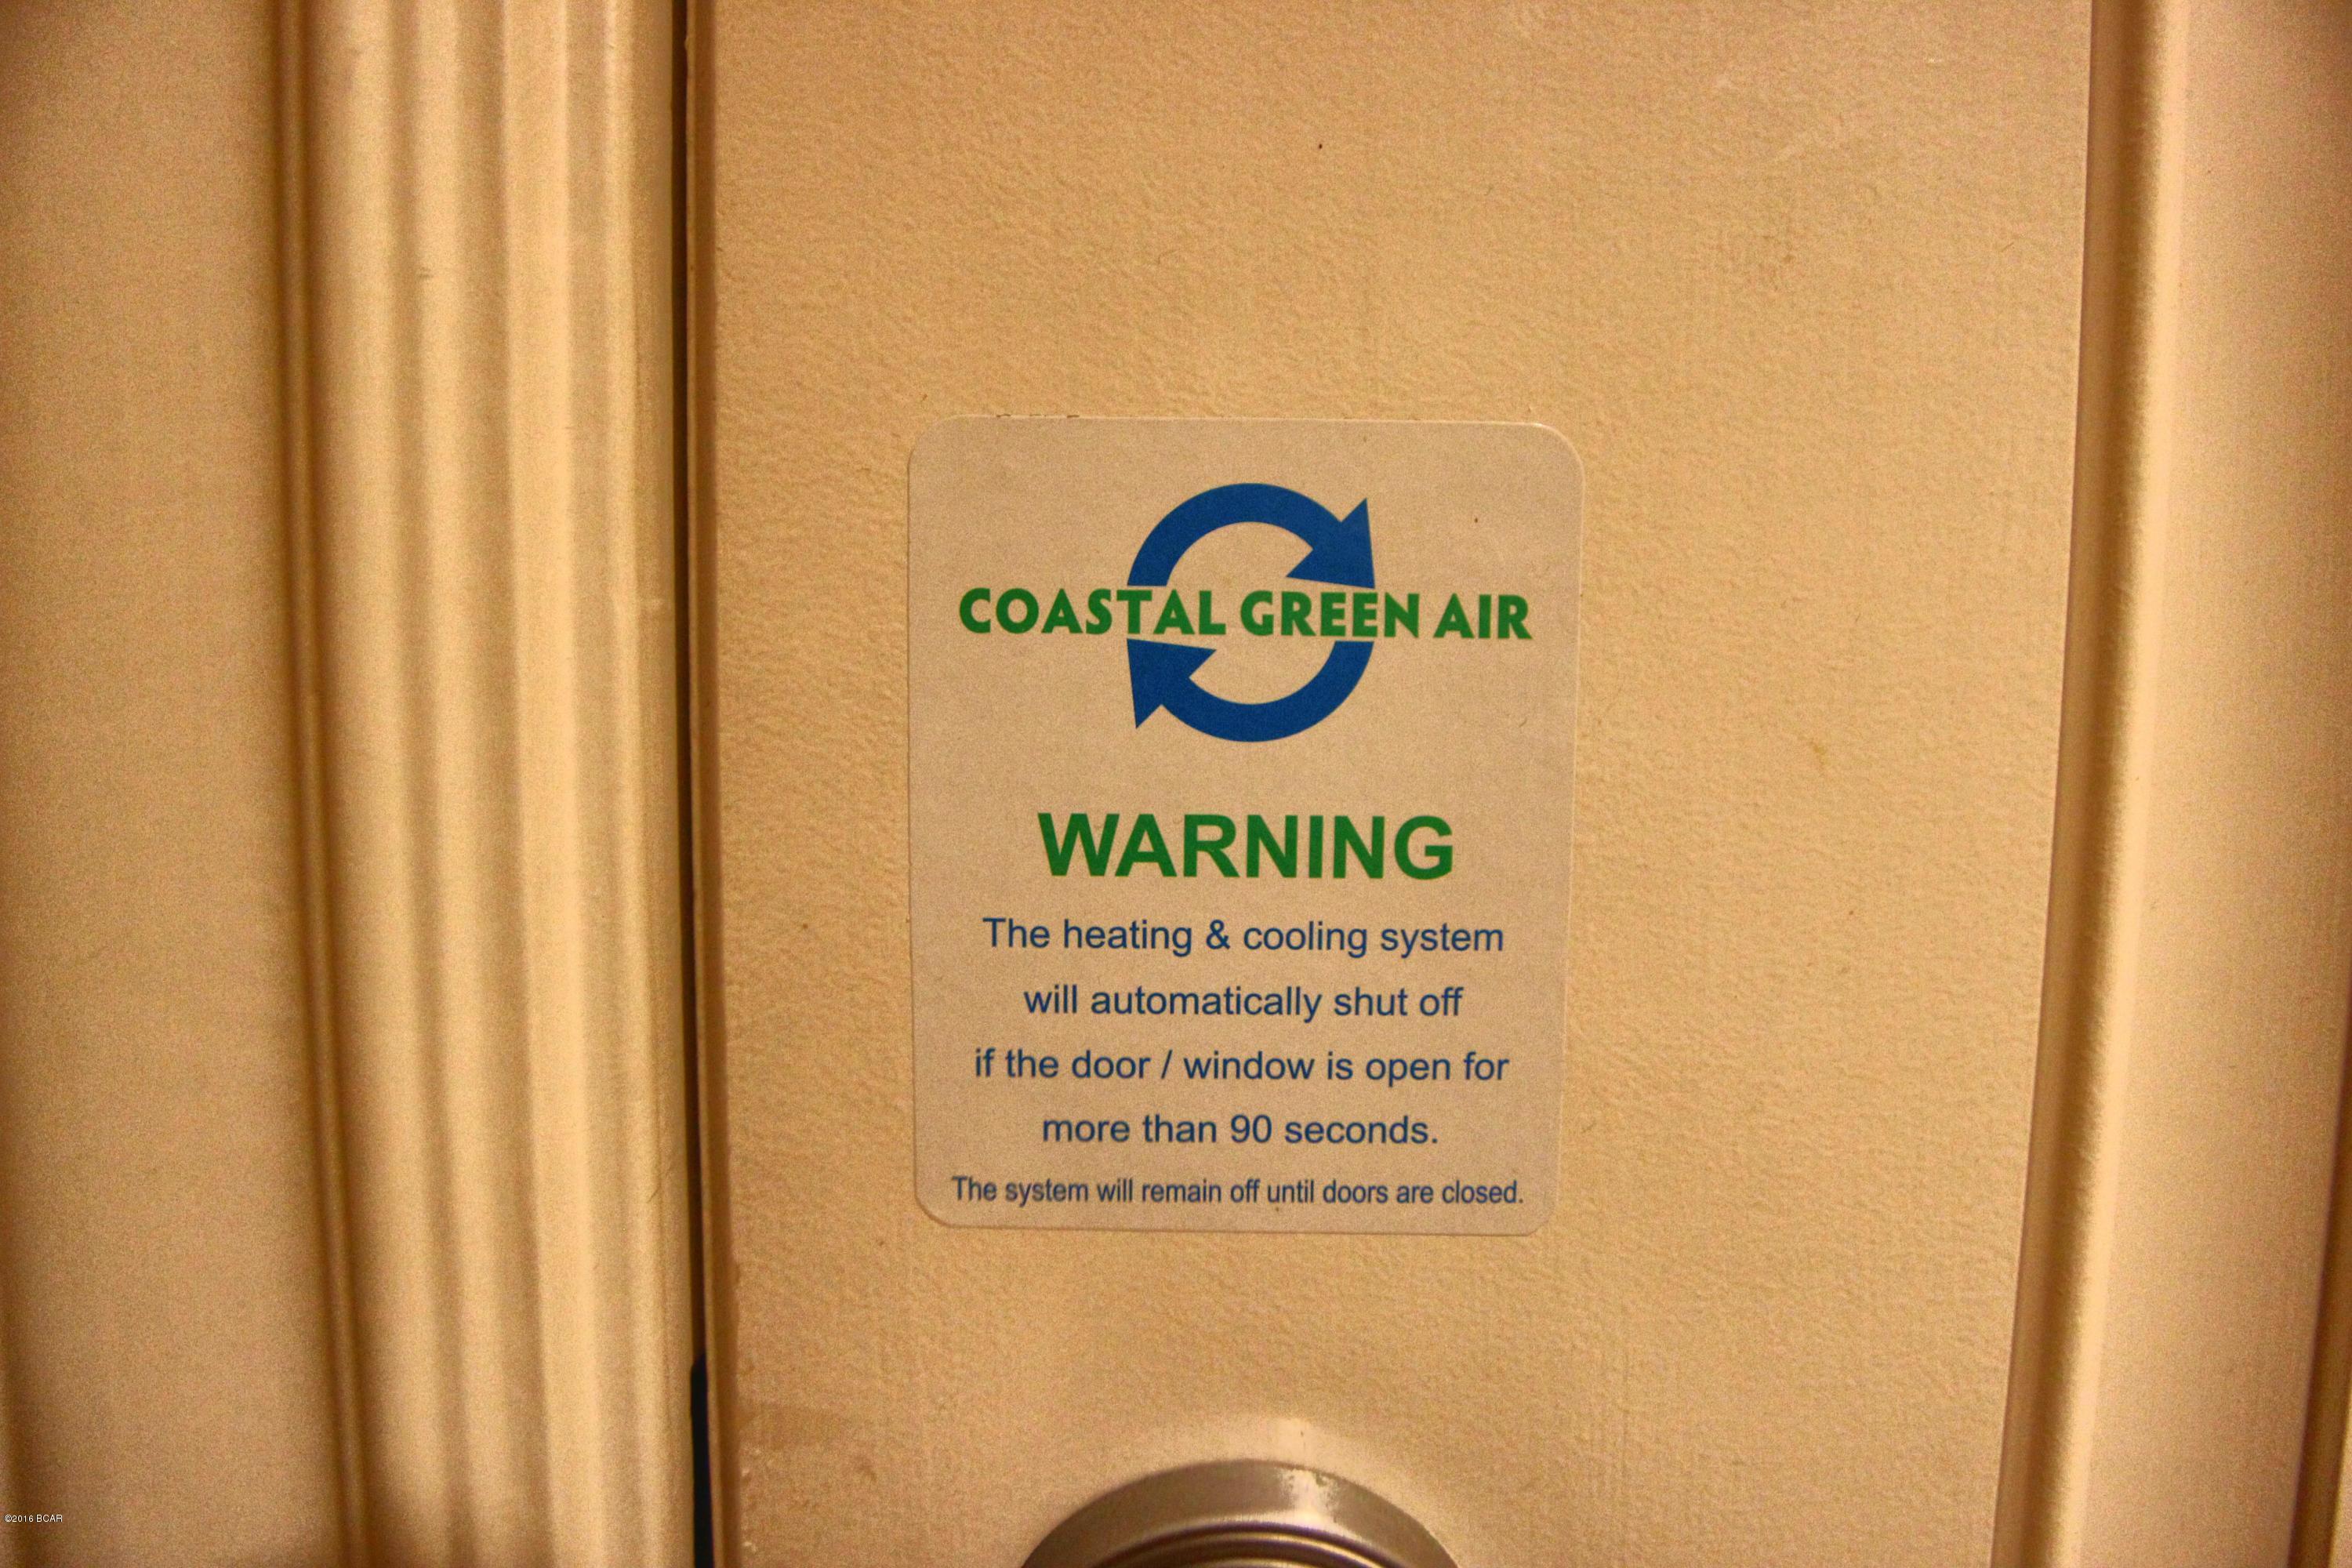 COASTAL GREEN AIR
WARNING
The heating & cooling system
will automatically shut off
if the door / window is open for
more than 90 seconds.
The system will remain off until doors are closed.
©2016 BCAR